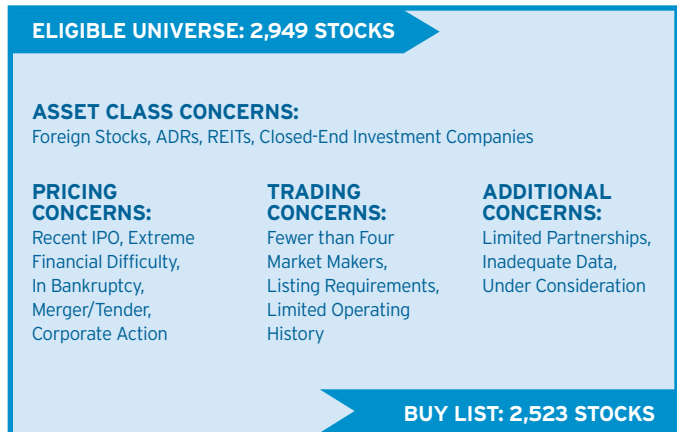 ELIGIBLE UNIVERSE: 2,949 STOCKS
ASSET CLASS CONCERNS:
Foreign Stocks, ADRs, REITs, Closed-End Investment Companies
PRICING
CONCERNS:
Recent IPO, Extreme
Financial Difficulty,
In Bankruptcy,
Merger/Tender,
Corporate Action
TRADING
CONCERNS:
Fewer than Four
Market Makers,
Listing Requirements,
Limited Operating
History
ADDITIONAL
CONCERNS:
Limited Partnerships,
Inadequate Data,
Under Consideration
BUY LIST: 2,523 STOCKS